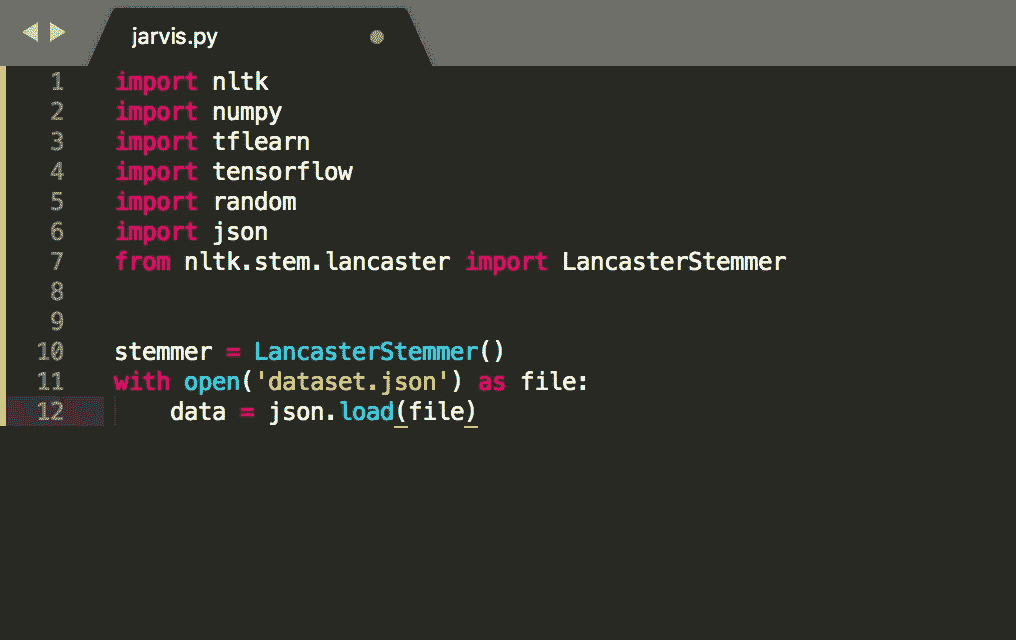 jarvis.py
1 import nltk
2 import numpy
3 import tflearn
4 import tensorflow
5 import random
6 import json
7 from nltk.stem.lancaster import LancasterStemmer
8
9
10 stemmer = LancasterStemmer()
11 with open('dataset.json') as file:
12     data = json.load(file)